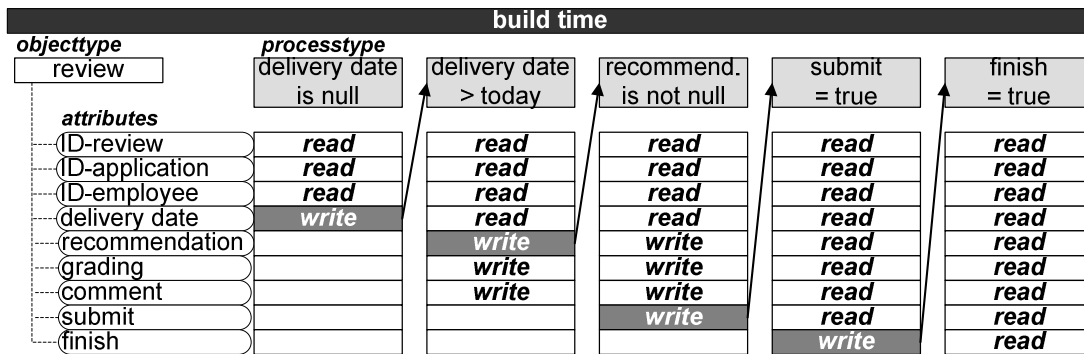 build time
objecttype processtype
review delivery date is null delivery date > today recommend. is not null submit = true finish = true
attributes
ID-review read read read read read
ID-application read read read read read
ID-employee read read read read read
delivery date write read read read read
recommendation write write read read
grading write write read read
comment write write read read
submit write read read
finish write read